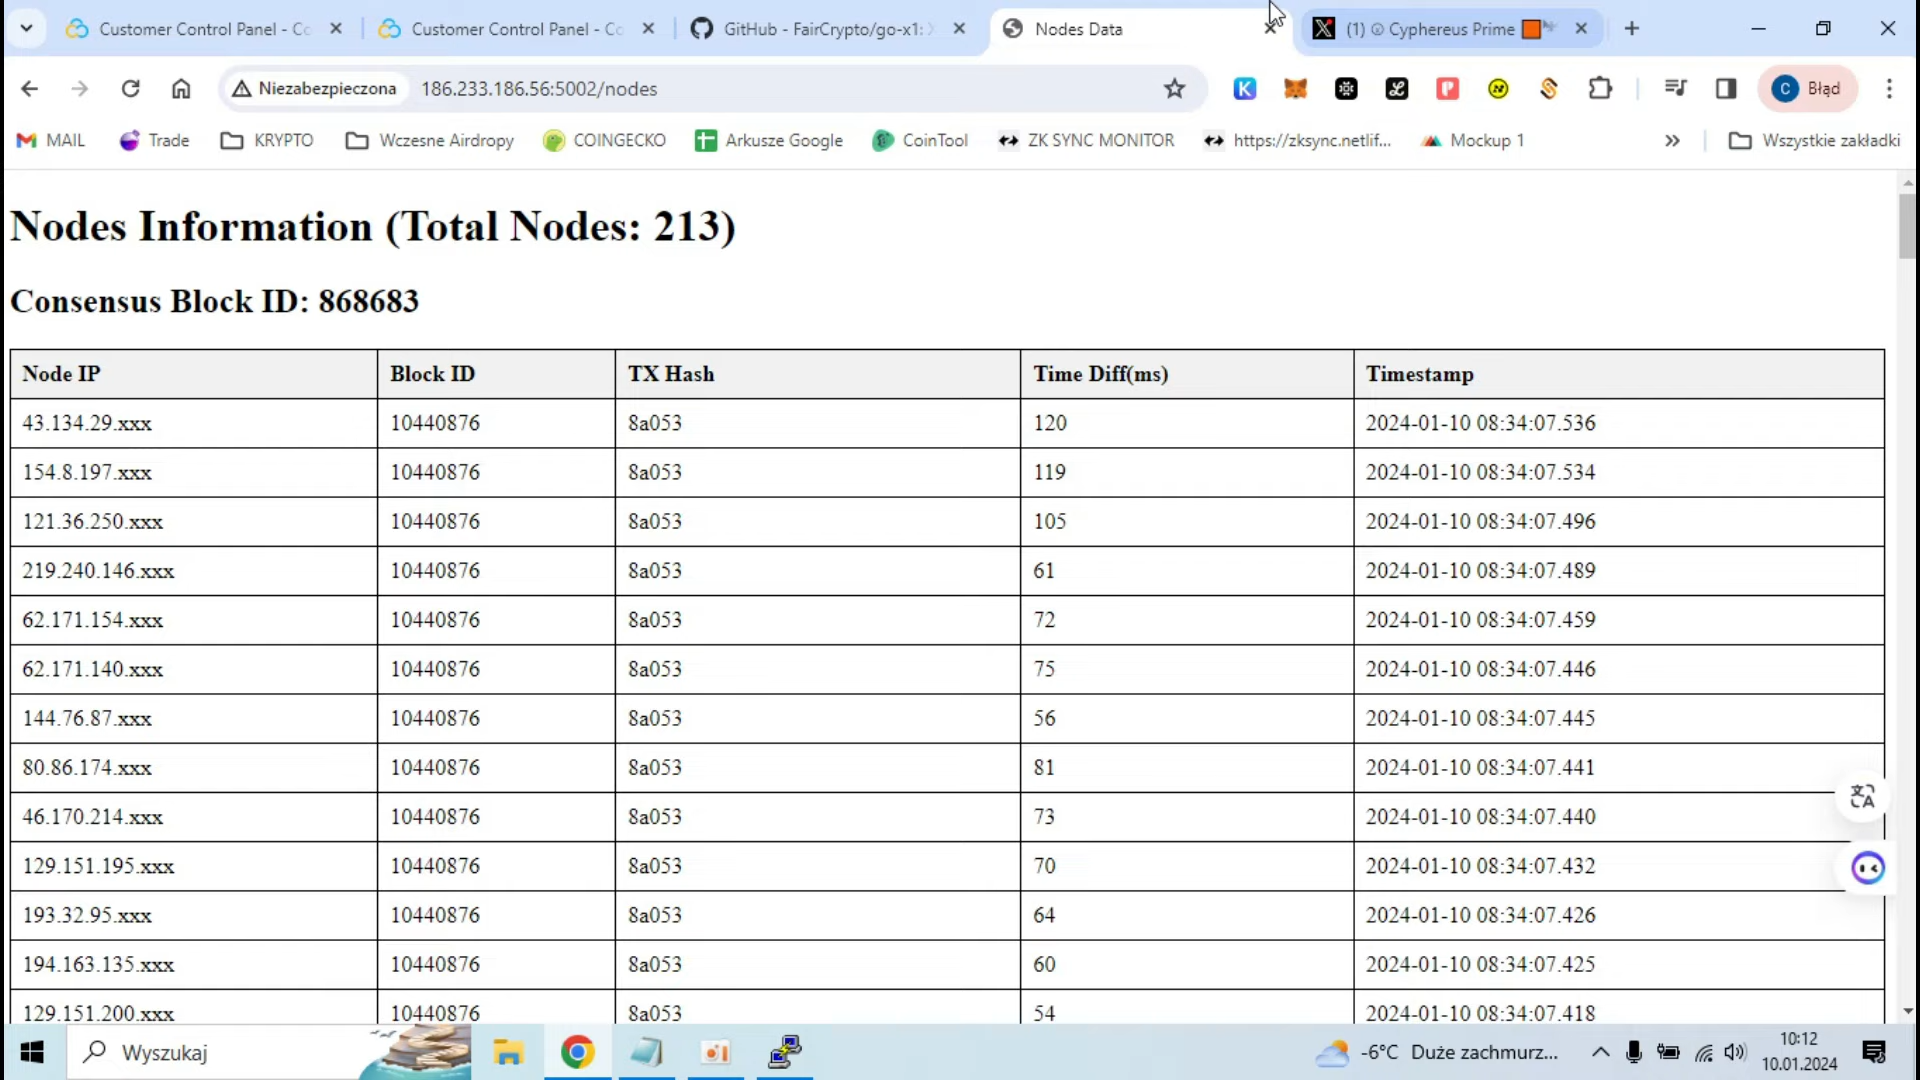 Customer Control Panel - Co
Customer Control Panel - Co
GitHub - FairCrypto/go-x1: X
Nodes Data
(1) Cyphereus Prime
Niezabezpieczona
186.233.186.56:5002/nodes
Błąd
MAIL
Trade
KRYPTO
Wczesne Airdropy
COINGECKO
Arkusze Google
CoinTool
ZK SYNC MONITOR
https://zksync.netlif...
Mockup 1
Wszystkie zakładki
Nodes Information (Total Nodes: 213)
Consensus Block ID: 868683
Node IP Block ID TX Hash Time Diff(ms) Timestamp
43.134.29.xxx 10440876 8a053 120 2024-01-10 08:34:07.536
154.8.197.xxx 10440876 8a053 119 2024-01-10 08:34:07.534
121.36.250.xxx 10440876 8a053 105 2024-01-10 08:34:07.496
219.240.146.xxx 10440876 8a053 61 2024-01-10 08:34:07.489
62.171.154.xxx 10440876 8a053 72 2024-01-10 08:34:07.459
62.171.140.xxx 10440876 8a053 75 2024-01-10 08:34:07.446
144.76.87.xxx 10440876 8a053 56 2024-01-10 08:34:07.445
80.86.174.xxx 10440876 8a053 81 2024-01-10 08:34:07.441
46.170.214.xxx 10440876 8a053 73 2024-01-10 08:34:07.440
129.151.195.xxx 10440876 8a053 70 2024-01-10 08:34:07.432
193.32.95.xxx 10440876 8a053 64 2024-01-10 08:34:07.426
194.163.135.xxx 10440876 8a053 60 2024-01-10 08:34:07.425
129.151.200.xxx 10440876 8a053 54 2024-01-10 08:34:07.418
Wyszukaj
-6°C Duże zachmurz...
10:12
10.01.2024